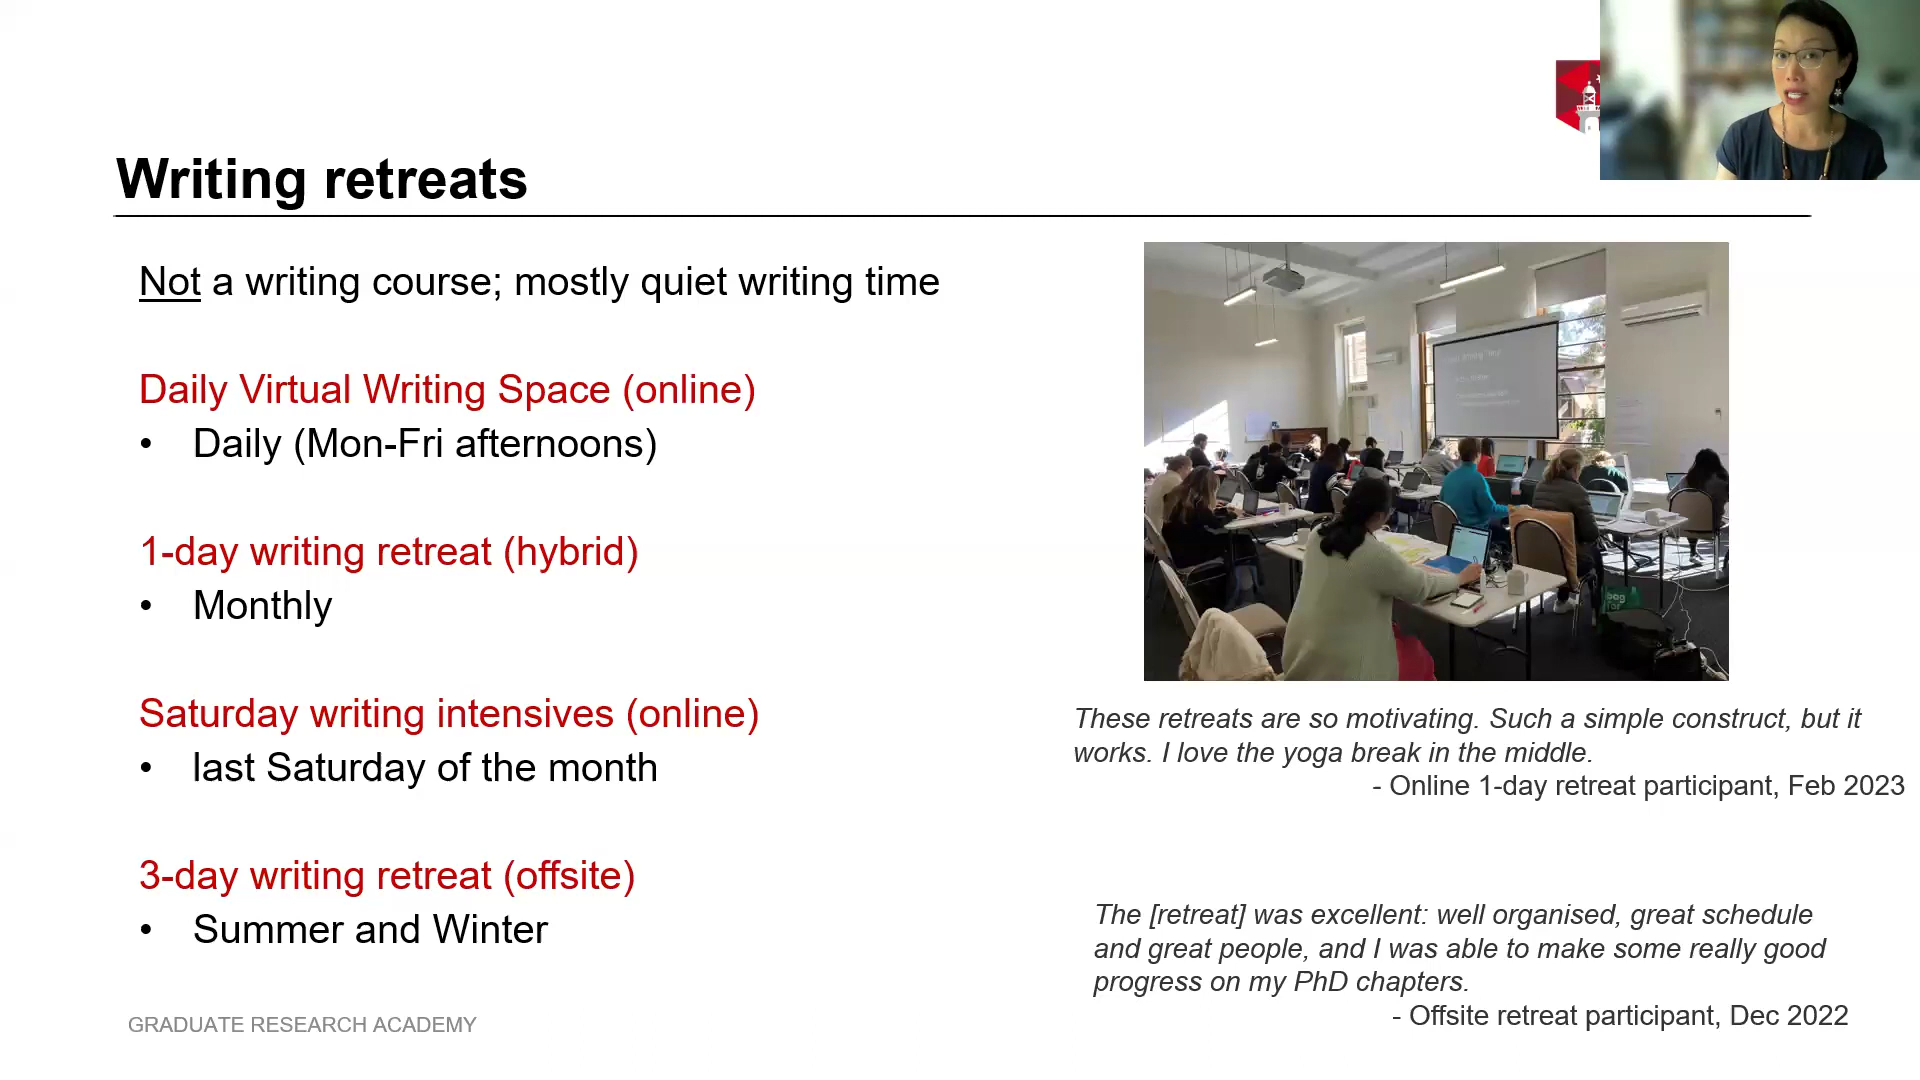 Writing retreats
Not a writing course; mostly quiet writing time
Daily Virtual Writing Space (online)
• Daily (Mon-Fri afternoons)
1-day writing retreat (hybrid)
• Monthly
Saturday writing intensives (online)
• last Saturday of the month
3-day writing retreat (offsite)
• Summer and Winter
These retreats are so motivating. Such a simple construct, but it
works. I love the yoga break in the middle.
- Online 1-day retreat participant, Feb 2023
The [retreat] was excellent: well organised, great schedule
and great people, and I was able to make some really good
progress on my PhD chapters.
- Offsite retreat participant, Dec 2022
GRADUATE RESEARCH ACADEMY